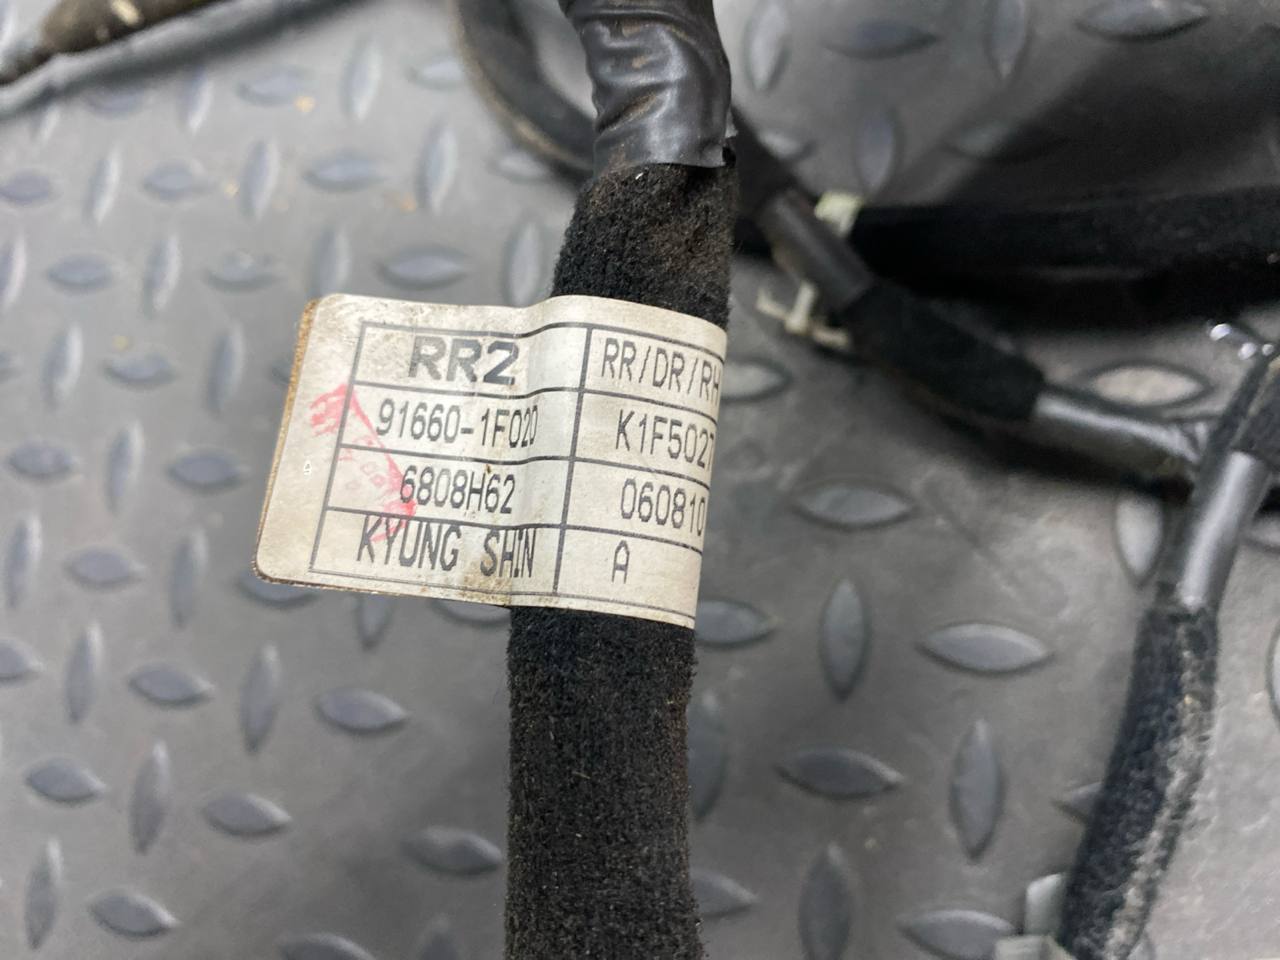 RR2 RR/DR/RH
91660-1F020 K1F5027
6808H62 060810
KYUNG SHIN A